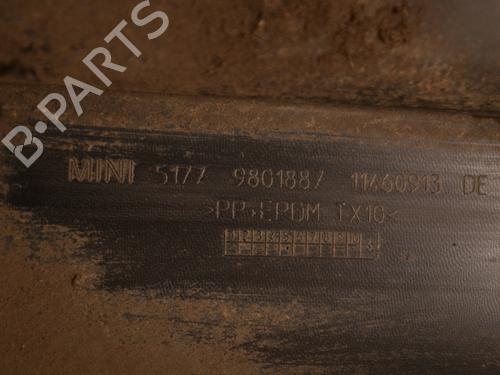 B-PARTS
MINI 5177 9801887 11460913 DE
>PP+EPDM TX10<